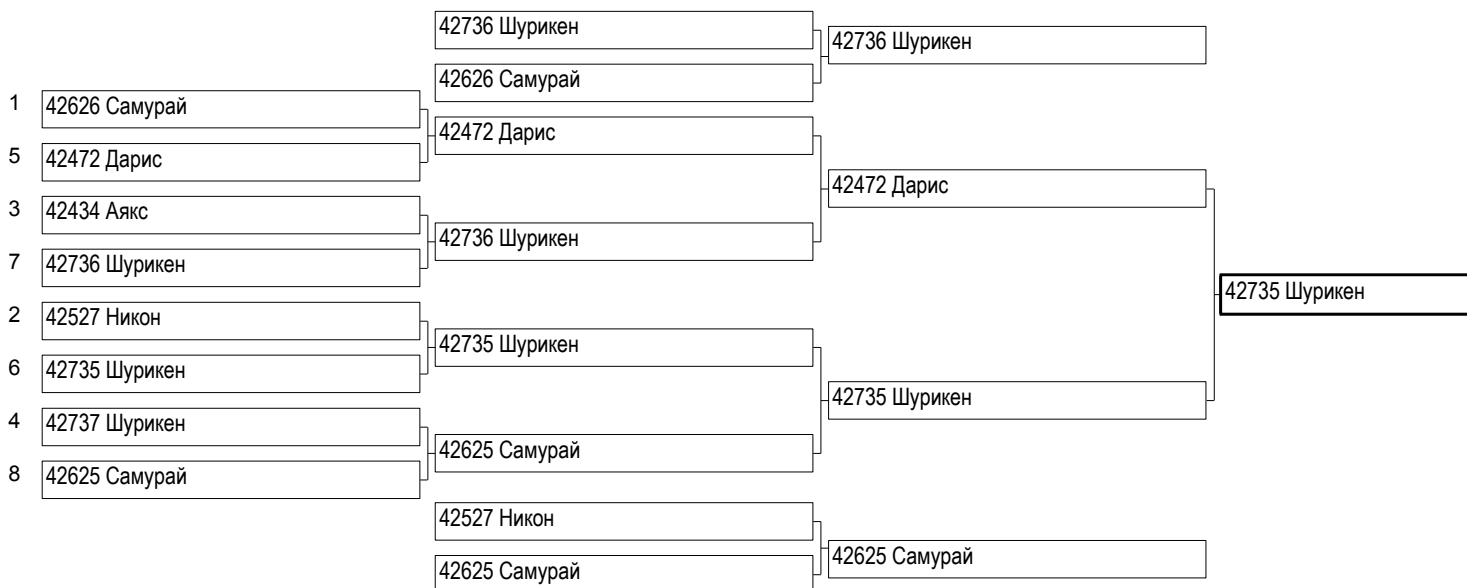 42736 Шурикен
42736 Шурикен
42626 Самурай
1 42626 Самурай
42472 Дарис
5 42472 Дарис
42472 Дарис
3 42434 Аякс
42736 Шурикен
7 42736 Шурикен
42735 Шурикен
2 42527 Никон
42735 Шурикен
6 42735 Шурикен
42735 Шурикен
4 42737 Шурикен
42625 Самурай
8 42625 Самурай
42527 Никон
42625 Самурай
42625 Самурай